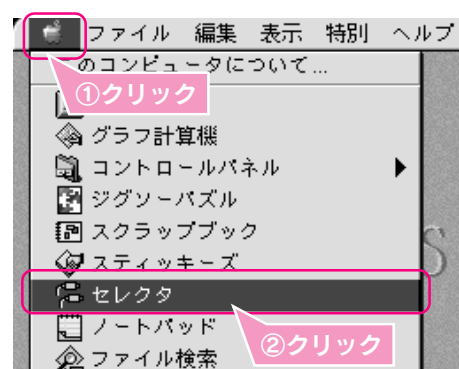 ファイル 編集 表示 特別 ヘルプ
のコンピュータについて...
①クリック
グラフ計算機
コントロールパネル
ジグソーパズル
スクラップブック
スティッキーズ
セレクタ
ノートパッド
②クリック
ファイル検索